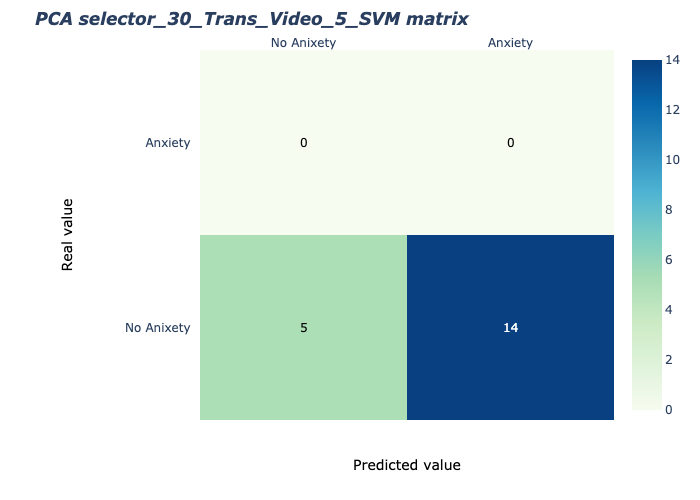 PCA selector_30_Trans_Video_5_SVM matrix
No Anixety Anxiety
14
12
10
8
6
4
2
0
Anxiety 0 0
Real value
No Anixety 5 14
Predicted value